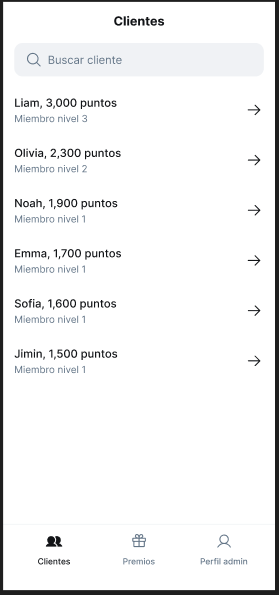 Clientes
Buscar cliente
Liam, 3,000 puntos
Miembro nivel 3
Olivia, 2,300 puntos
Miembro nivel 2
Noah, 1,900 puntos
Miembro nivel 1
Emma, 1,700 puntos
Miembro nivel 1
Sofia, 1,600 puntos
Miembro nivel 1
Jimin, 1,500 puntos
Miembro nivel 1
Clientes Premios Perfil admin